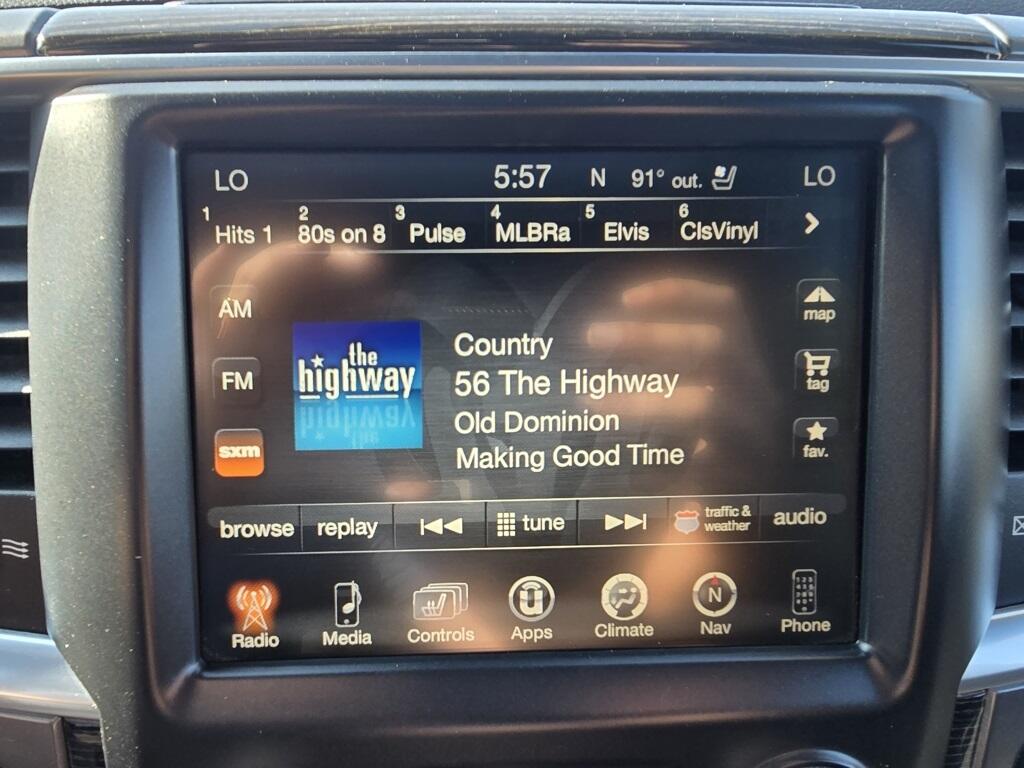 LO 5:57 N 91° out. LO
1 Hits 1 2 80s on 8 3 Pulse 4 MLBRa 5 Elvis 6 ClsVinyl
AM
FM
sxm
the
highway
Country
56 The Highway
Old Dominion
Making Good Time
map
tag
fav.
browse replay tune traffic &
weather audio
Radio Media Controls Apps Climate N Nav Phone